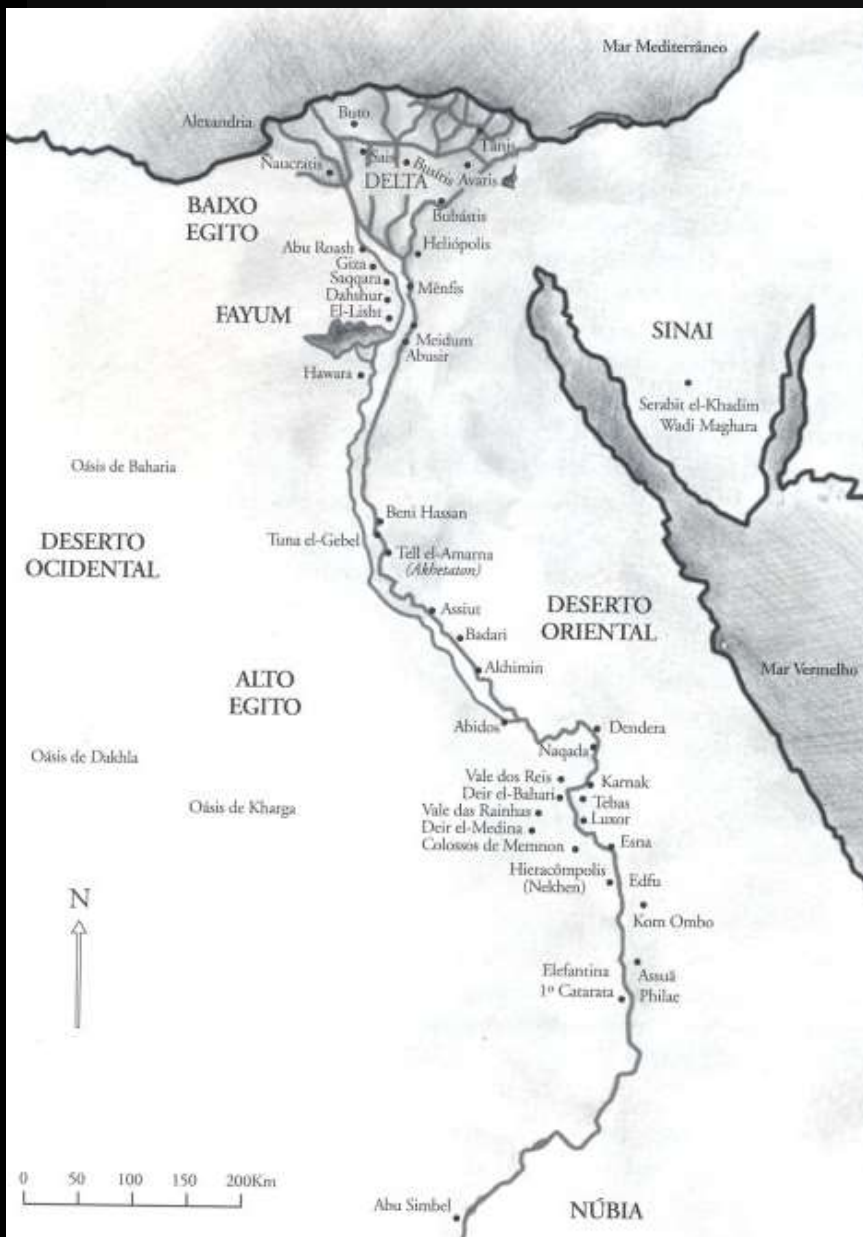 Mar Mediterrâneo
Alexandria
Buto
Tânis
Sais
Busíris
Naucratis
DELTA
Avaris
BAIXO
EGITO
Bubástis
Abu Roash
Heliópolis
Giza
Saqqara
Mênfis
Dahshur
FAYUM
El-Lisht
SINAI
Meidum
Abusir
Hawara
Serabit el-Khadim
Wadi Maghara
Oásis de Baharia
Beni Hassan
DESERTO
OCIDENTAL
Tuna el-Gebel
Tell el-Amarna
(Akhetaton)
Assiut
DESERTO
ORIENTAL
Badari
Akhimin
Mar Vermelho
ALTO
EGITO
Abidos
Dendera
Naqada
Oásis de Dakhla
Vale dos Reis
Karnak
Deir el-Bahari
Tebas
Oásis de Kharga
Vale das Rainhas
Luxor
Deir el-Medina
Colossos de Memnon
Esna
Hieracômpolis
(Nekhen)
Edfu
N
Kom Ombo
Elefantina
1º Catarata
Assuã
Philae
0 50 100 150 200Km
Abu Simbel
NÚBIA